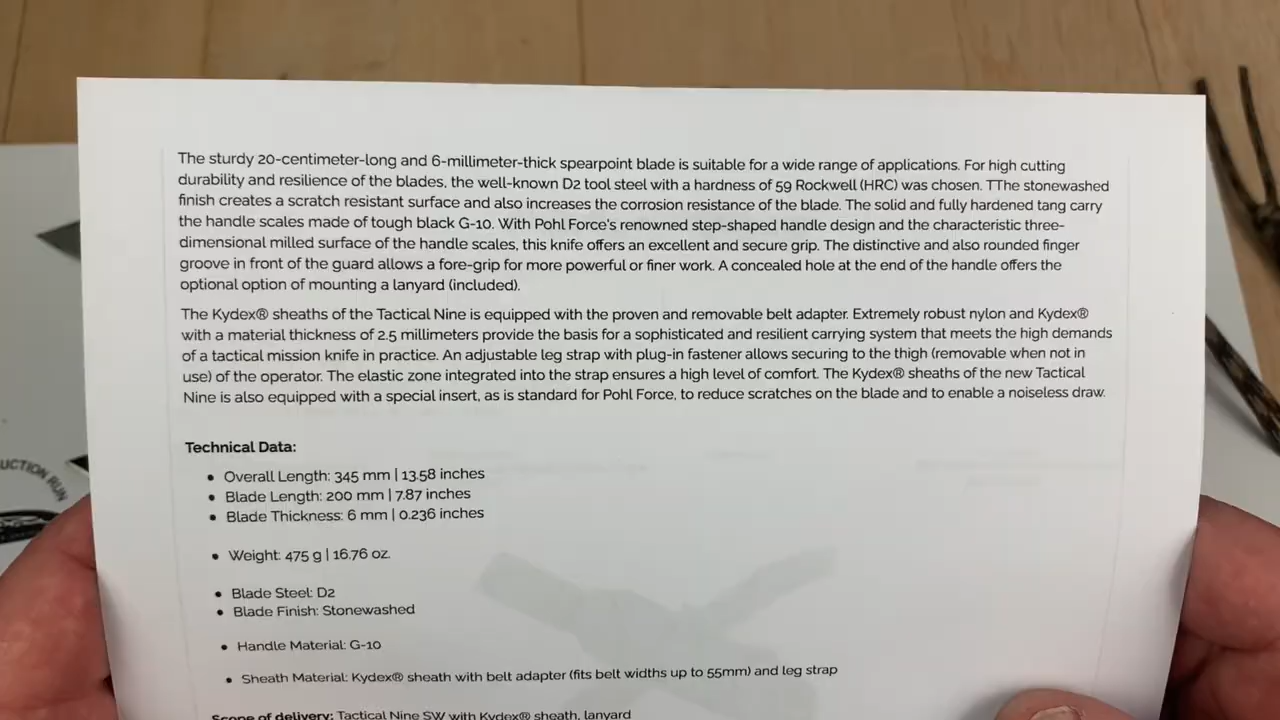 The sturdy 20-centimeter-long and 6-millimeter-thick spearpoint blade is suitable for a wide range of applications. For high cutting
durability and resilience of the blades, the well-known D2 tool steel with a hardness of 59 Rockwell (HRC) was chosen. TThe stonewashed
finish creates a scratch resistant surface and also increases the corrosion resistance of the blade. The solid and fully hardened tang carry
the handle scales made of tough black G-10. With Pohl Force's renowned step-shaped handle design and the characteristic three-
dimensional milled surface of the handle scales, this knife offers an excellent and secure grip. The distinctive and also rounded finger
groove in front of the guard allows a fore-grip for more powerful or finer work. A concealed hole at the end of the handle offers the
optional option of mounting a lanyard (included).
The Kydex® sheaths of the Tactical Nine is equipped with the proven and removable belt adapter. Extremely robust nylon and Kydex®
with a material thickness of 2.5 millimeters provide the basis for a sophisticated and resilient carrying system that meets the high demands
of a tactical mission knife in practice. An adjustable leg strap with plug-in fastener allows securing to the thigh (removable when not in
use) of the operator. The elastic zone integrated into the strap ensures a high level of comfort. The Kydex® sheaths of the new Tactical
Nine is also equipped with a special insert, as is standard for Pohl Force, to reduce scratches on the blade and to enable a noiseless draw.
Technical Data:
• Overall Length: 345 mm | 13.58 inches
• Blade Length: 200 mm | 7.87 inches
• Blade Thickness: 6 mm | 0.236 inches
• Weight: 475 g | 16.76 oz.
• Blade Steel: D2
• Blade Finish: Stonewashed
• Handle Material: G-10
• Sheath Material: Kydex® sheath with belt adapter (fits belt widths up to 55mm) and leg strap
Scope of delivery: Tactical Nine SW with Kydex® sheath, lanyard
UCTION RUN